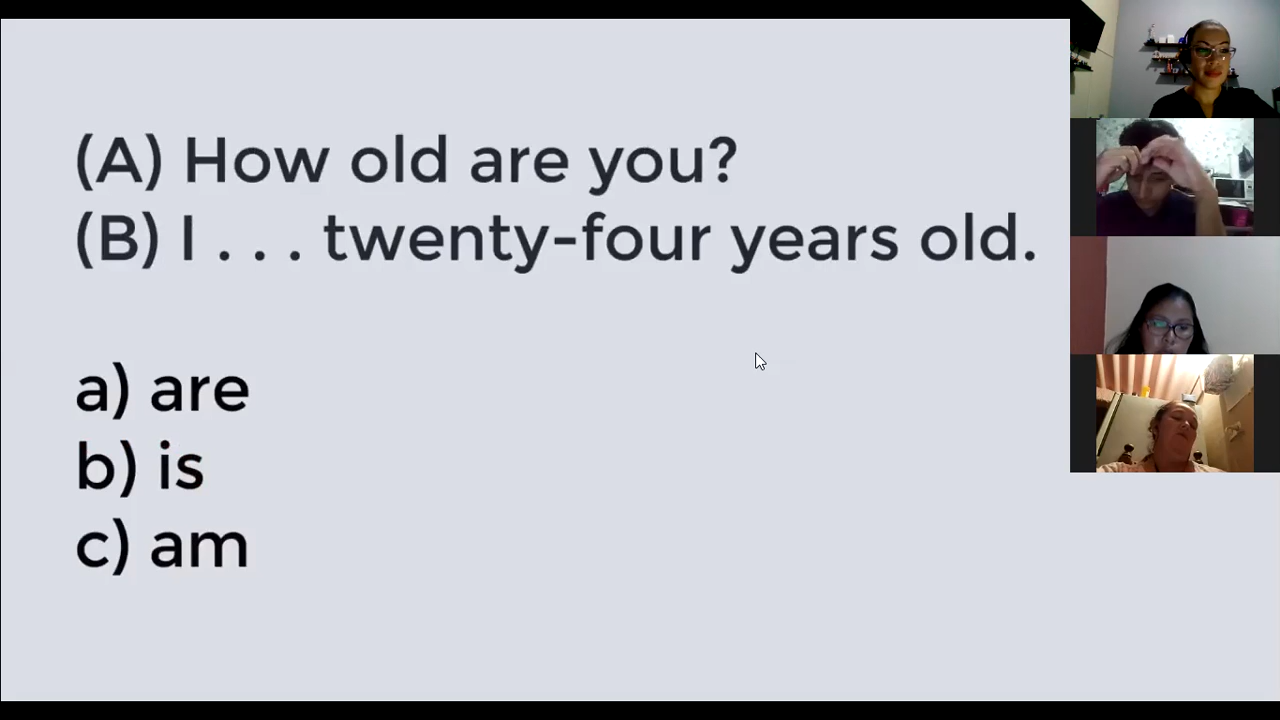 (A) How old are you?
(B) I . . . twenty-four years old.
a) are
b) is
c) am